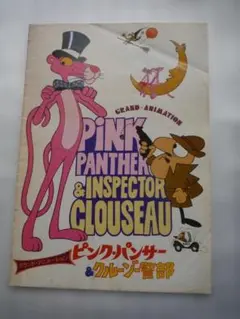 GRAND-ANIMATION
PINK
PANTHER
& INSPECTOR
CLOUSEAU
ピンク・パンサー
&クルーゾー警部